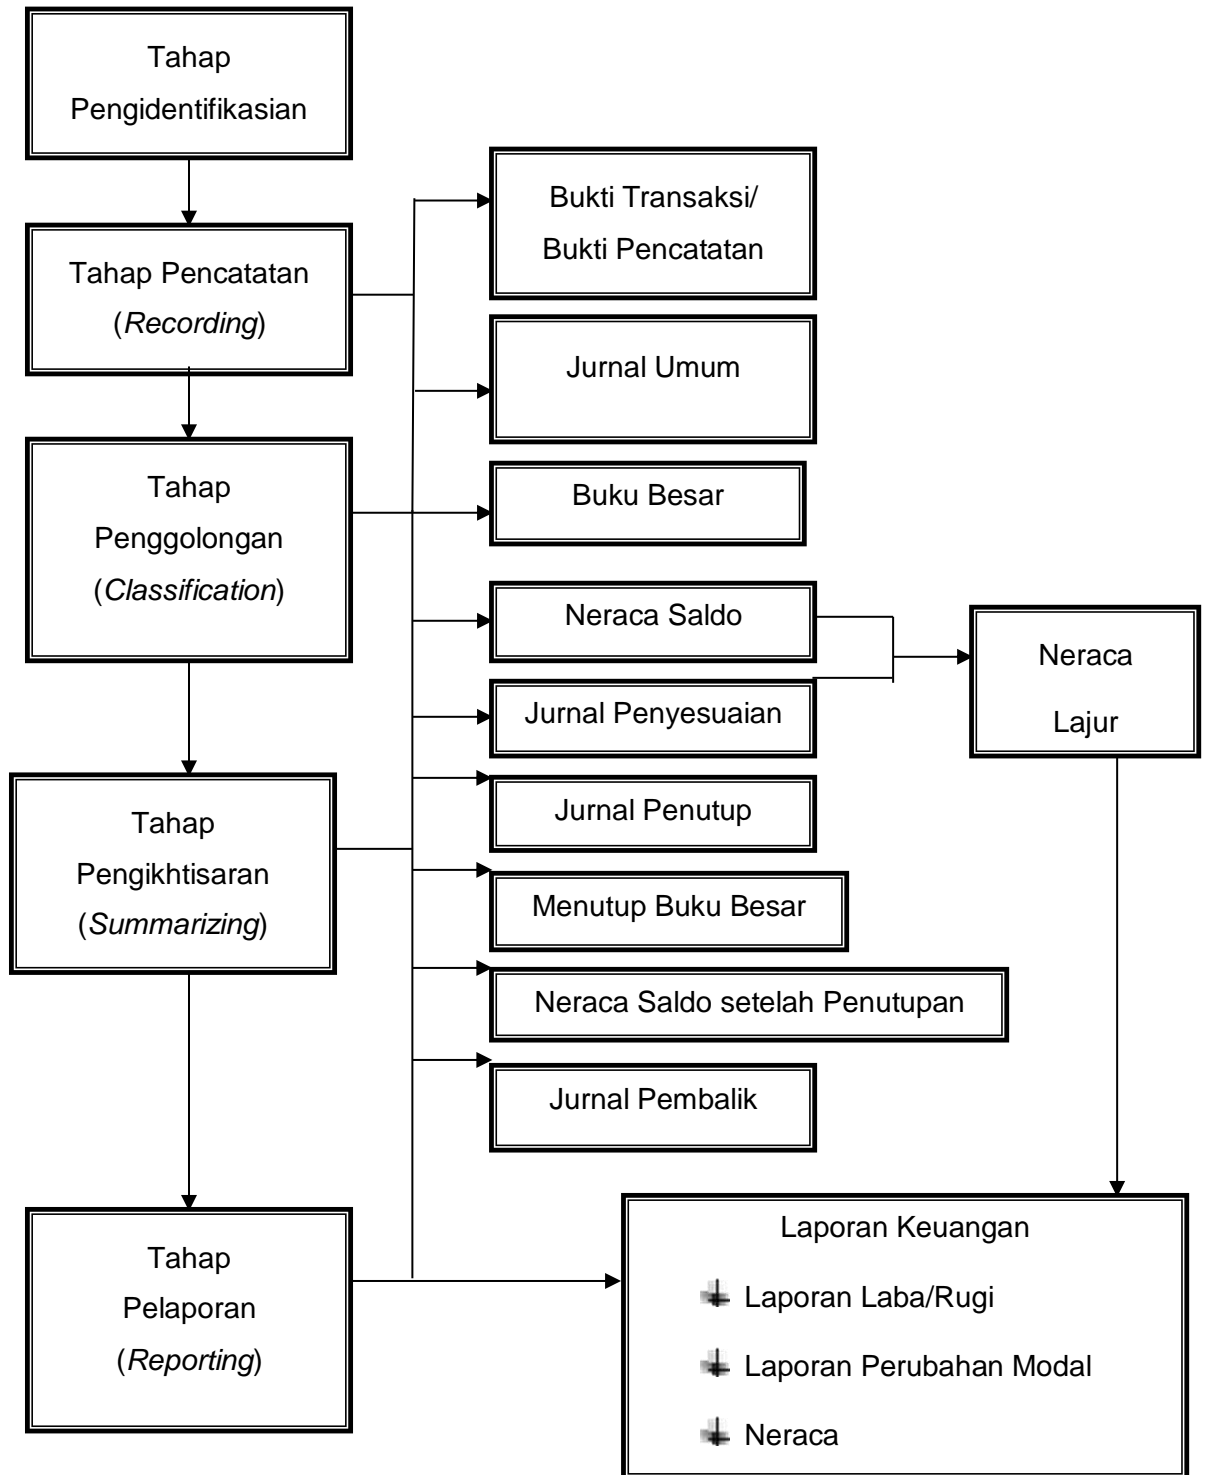 Tahap
Pengidentifikasian
Tahap Pencatatan
(Recording)
Tahap
Penggolongan
(Classification)
Tahap
Pengikhtisaran
(Summarizing)
Tahap
Pelaporan
(Reporting)
Bukti Transaksi/
Bukti Pencatatan
Jurnal Umum
Buku Besar
Neraca Saldo
Jurnal Penyesuaian
Jurnal Penutup
Menutup Buku Besar
Neraca Saldo setelah Penutupan
Jurnal Pembalik
Neraca
Lajur
Laporan Keuangan
Laporan Laba/Rugi
Laporan Perubahan Modal
Neraca